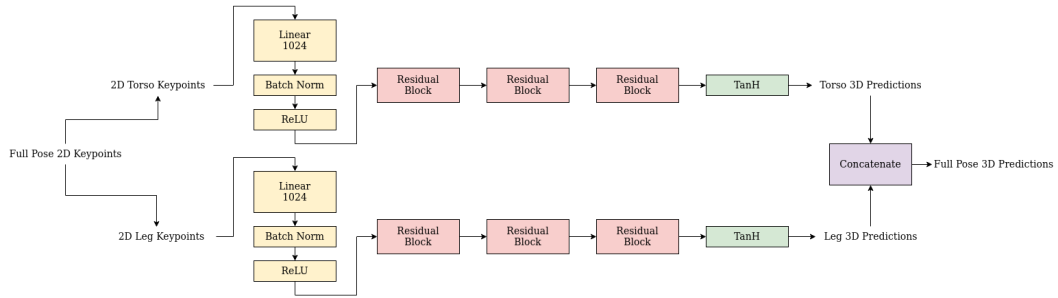 Full Pose 2D Keypoints
2D Torso Keypoints
Linear
1024
Batch Norm
ReLU
Residual
Block
Residual
Block
Residual
Block
TanH
Torso 3D Predictions
2D Leg Keypoints
Linear
1024
Batch Norm
ReLU
Residual
Block
Residual
Block
Residual
Block
TanH
Leg 3D Predictions
Concatenate
Full Pose 3D Predictions